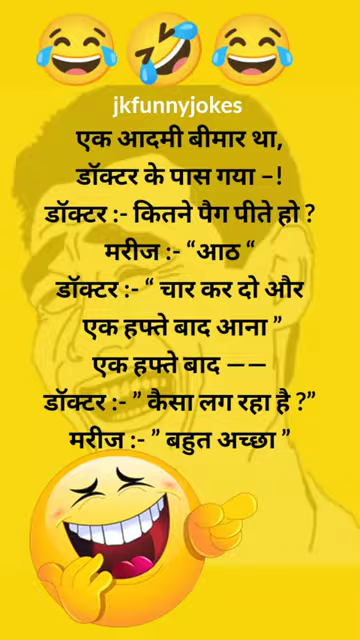 jkfunnyjokes
एक आदमी बीमार था,
डॉक्टर के पास गया –!
डॉक्टर :- कितने पैग पीते हो ?
मरीज :- “आठ “
डॉक्टर :- “ चार कर दो और
एक हफ्ते बाद आना ”
एक हफ्ते बाद ——
डॉक्टर :- ” कैसा लग रहा है ?”
मरीज :- ” बहुत अच्छा ”